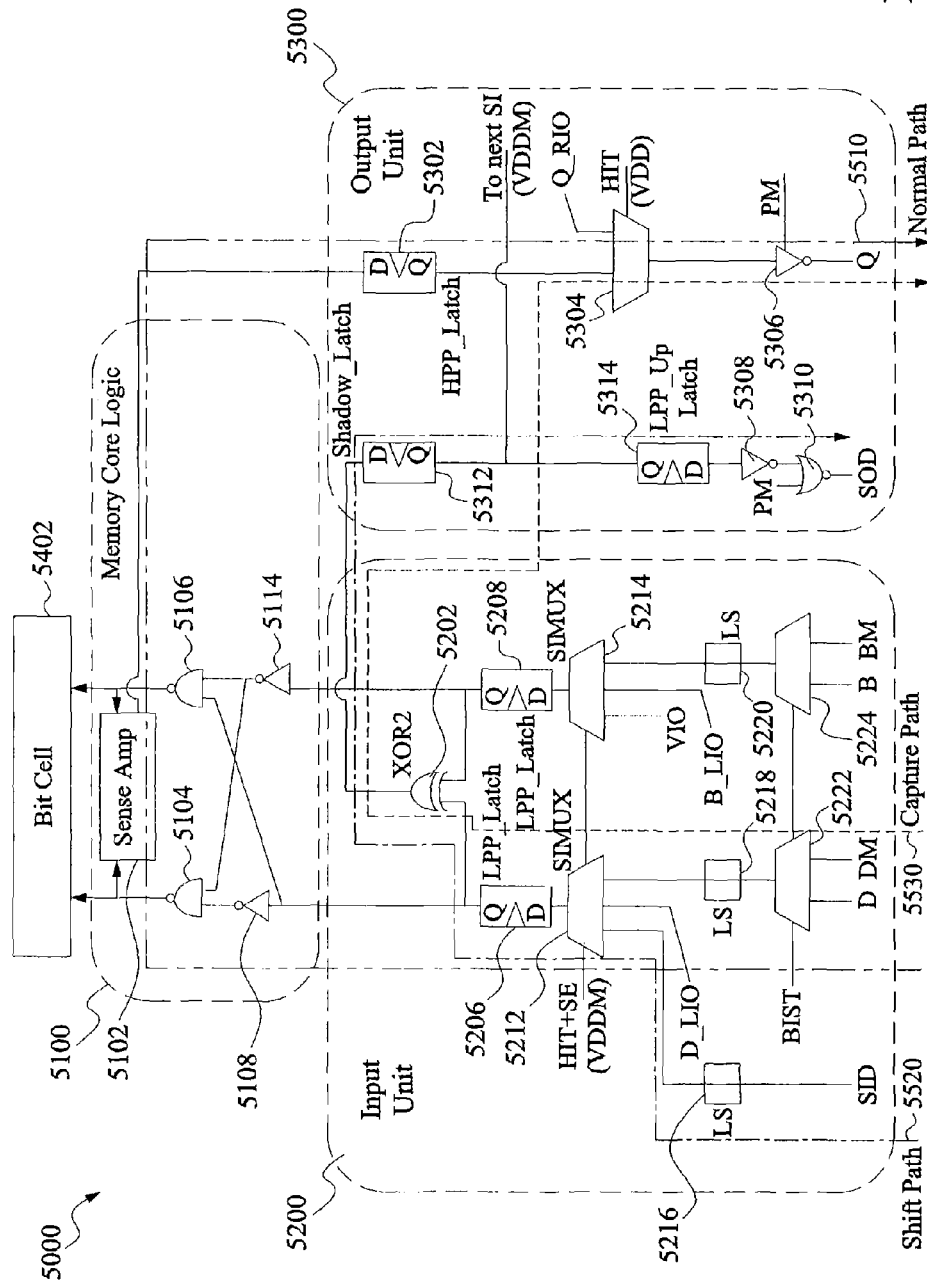 5000
5100
5102
5108
Bit Cell
5402
Sense Amp
5104
5106
5114
Memory Core Logic
5200
Input
Unit
5206
5212
HIT+SE
(VDDM)
Q
D
LPP_Latch
SIMUX
XOR2
5202
Q
D
LPP_Latch
5208
SIMUX
5214
D_LIO
VIO
B_LIO
LS
5216
SID
LS
5218
LS
5220
BIST
D DM
5222
B BM
5224
5300
Output
Unit
Shadow_Latch
D
Q
5312
HPP_Latch
D
Q
5302
To next SI
(VDDM)
Q_RIO
HIT
(VDD)
5304
5314
LPP_Up
Latch
Q
D
5308
5310
PM
SOD
PM
5306
Q
5510
Normal Path
Shift Path
5520
5530
Capture Path